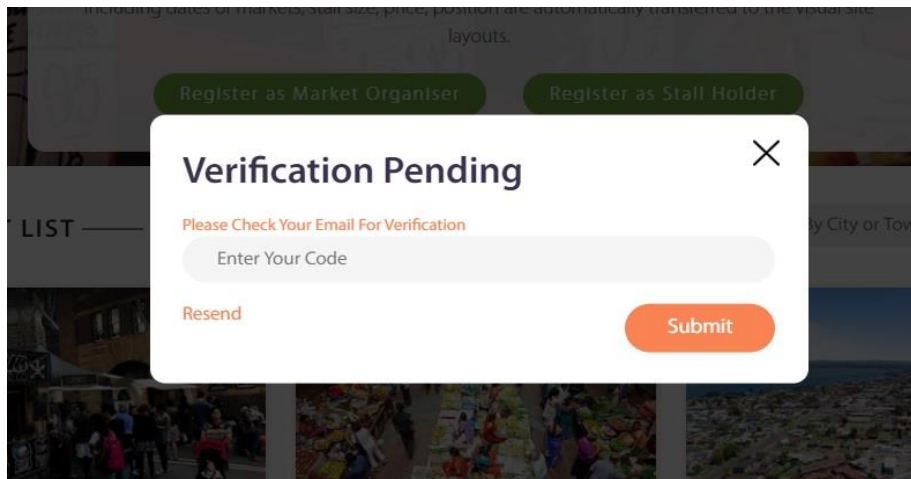 including dates of markets, stall size, price, position are automatically transferred to the visual site
layouts.
Register as Market Organiser Register as Stall Holder
Verification Pending
Please Check Your Email For Verification
T LIST By City or Tow
Enter Your Code
Resend
Submit